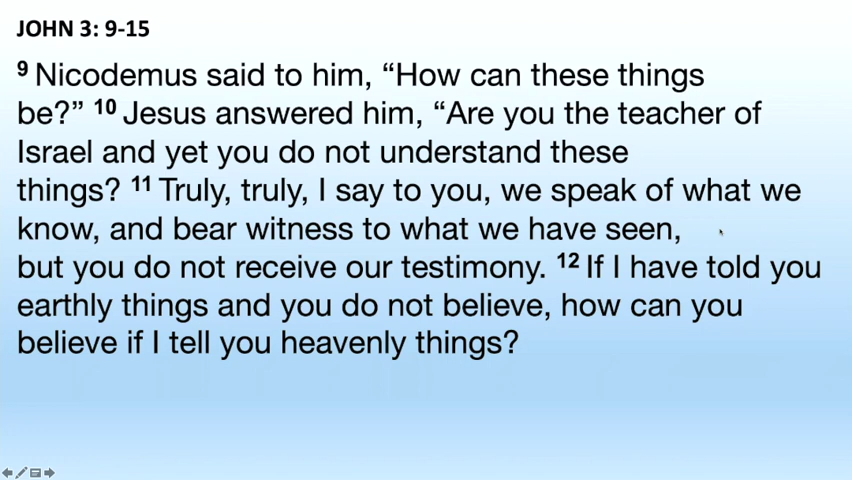 JOHN 3: 9-15
9 Nicodemus said to him, “How can these things
be?” 10 Jesus answered him, “Are you the teacher of
Israel and yet you do not understand these
things? 11 Truly, truly, I say to you, we speak of what we
know, and bear witness to what we have seen,
but you do not receive our testimony. 12 If I have told you
earthly things and you do not believe, how can you
believe if I tell you heavenly things?